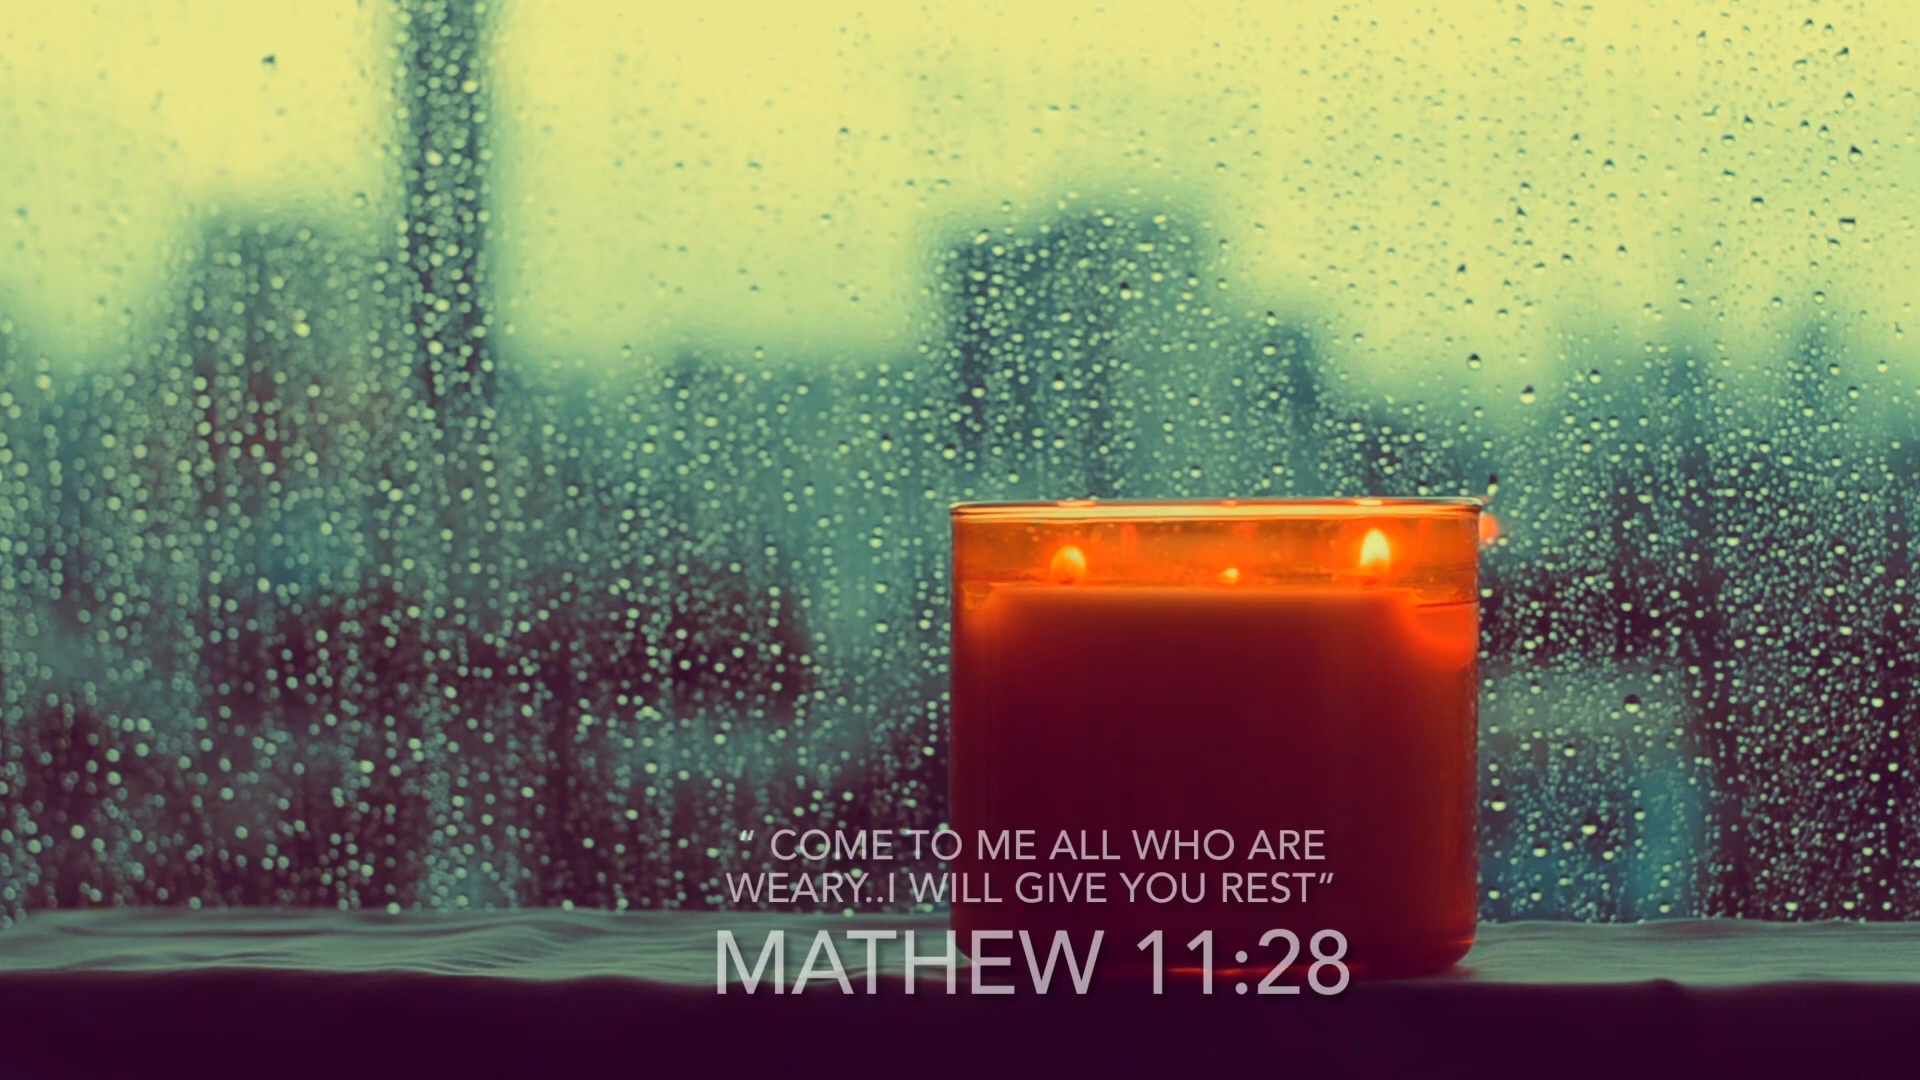 “ COME TO ME ALL WHO ARE
WEARY..I WILL GIVE YOU REST”
MATHEW 11:28